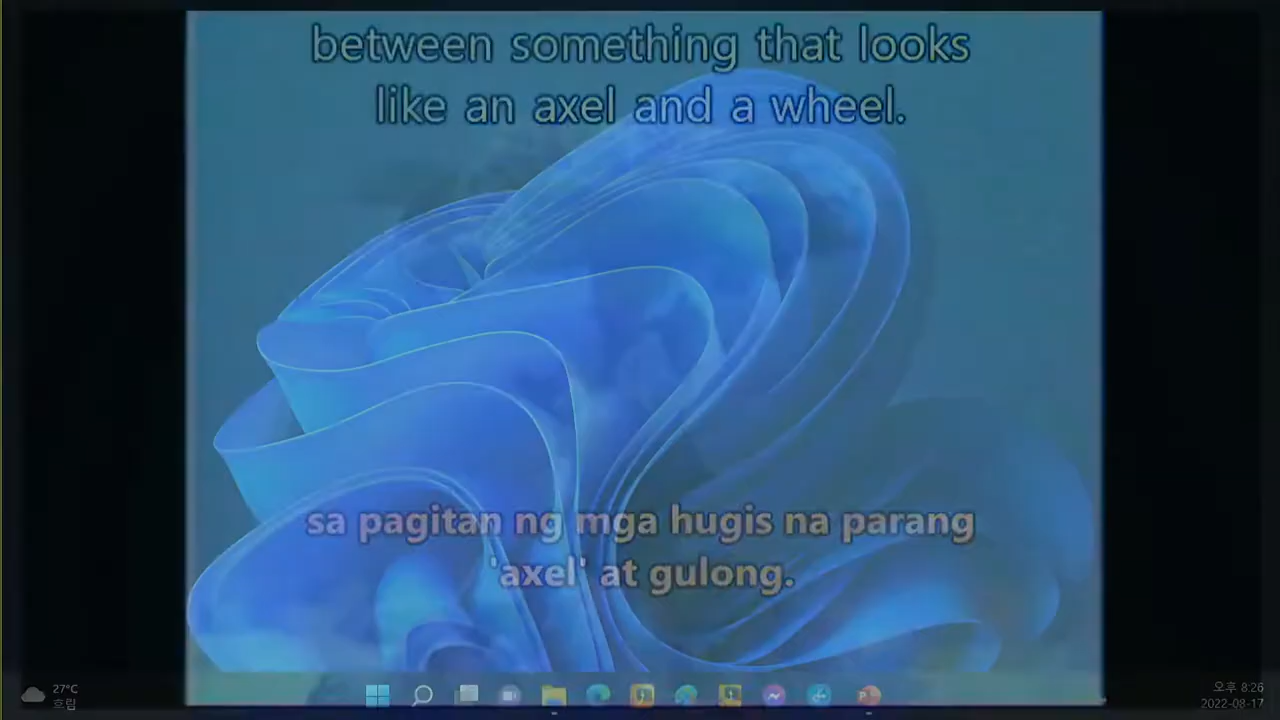 between something that looks
like an axel and a wheel.
sa pagitan ng mga hugis na parang
'axel' at gulong.
27°C
흐림
오후 8:26
2022-08-17